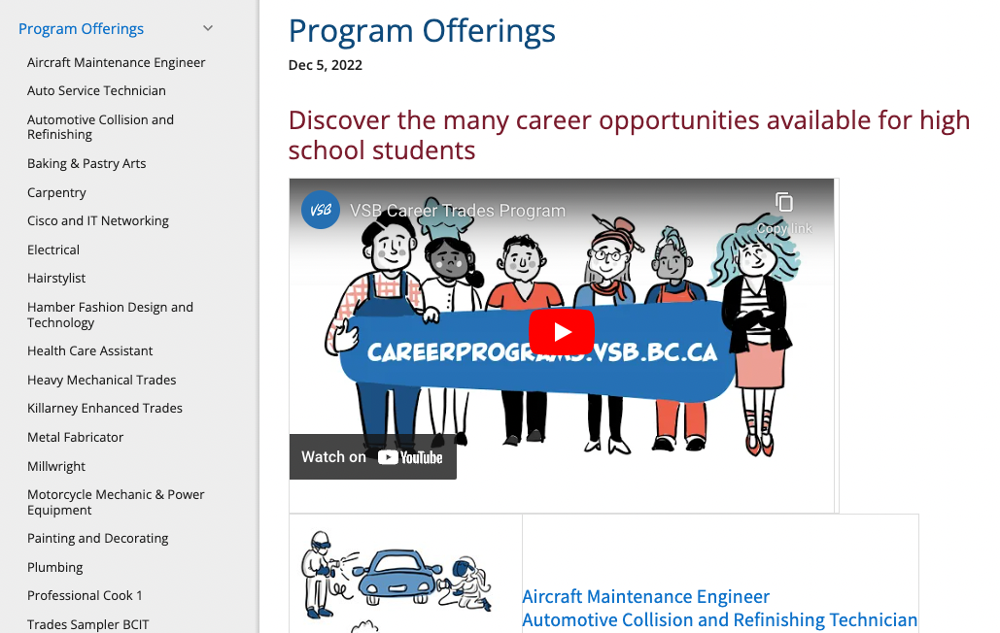 Program Offerings
Aircraft Maintenance Engineer
Auto Service Technician
Automotive Collision and
Refinishing
Baking & Pastry Arts
Carpentry
Cisco and IT Networking
Electrical
Hairstylist
Hamber Fashion Design and
Technology
Health Care Assistant
Heavy Mechanical Trades
Killarney Enhanced Trades
Metal Fabricator
Millwright
Motorcycle Mechanic & Power
Equipment
Painting and Decorating
Plumbing
Professional Cook 1
Trades Sampler BCIT
Program Offerings
Dec 5, 2022
Discover the many career opportunities available for high
school students
VSB
VSB Career Trades Program
Copy link
CAREERPROGRAMS.VSB.BC.CA
Watch on YouTube
Aircraft Maintenance Engineer
Automotive Collision and Refinishing Technician